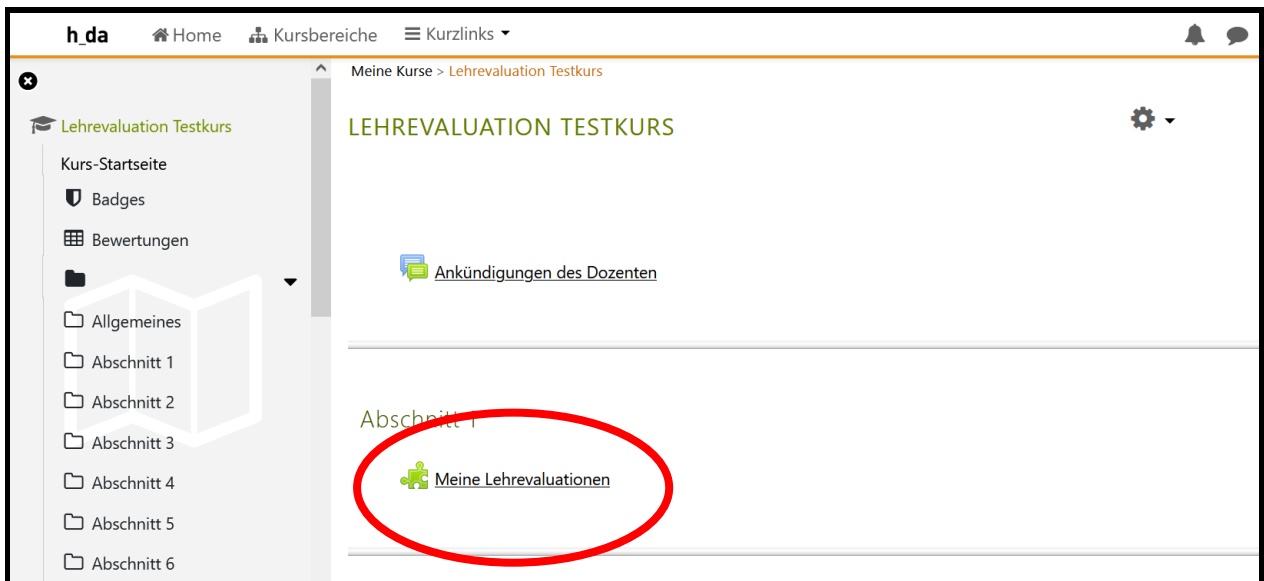 h_da Home Kursbereiche Kurzlinks
Meine Kurse > Lehrevaluation Testkurs
Lehrevaluation Testkurs
Kurs-Startseite
Badges
Bewertungen
Allgemeines
Abschnitt 1
Abschnitt 2
Abschnitt 3
Abschnitt 4
Abschnitt 5
Abschnitt 6
LEHREVALUATION TESTKURS
Ankündigungen des Dozenten
Abschnitt 1
Meine Lehrevaluationen